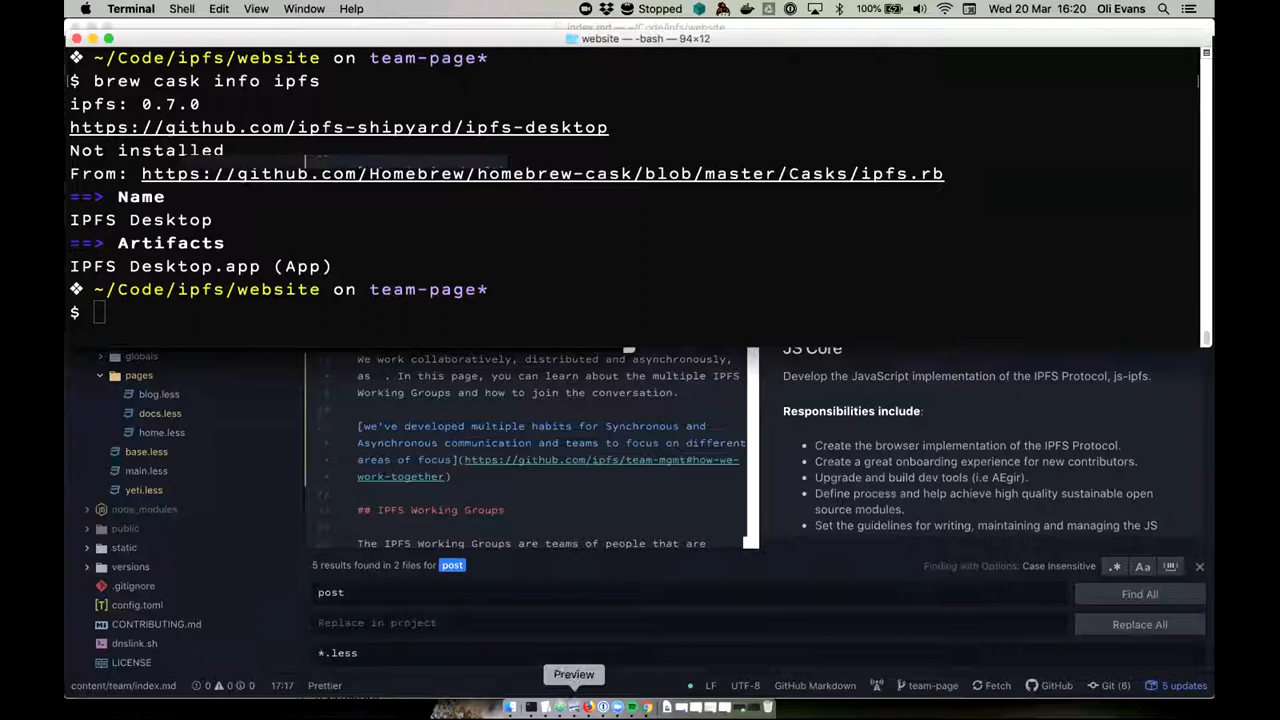 Terminal Shell Edit View Window Help Stopped 100% Wed 20 Mar 16:20 Oli Evans
website — -bash — 94×12
❖ ~/Code/ipfs/website on team-page*
$ brew cask info ipfs
ipfs: 0.7.0
https://github.com/ipfs-shipyard/ipfs-desktop
Not installed
From: https://github.com/Homebrew/homebrew-cask/blob/master/Casks/ipfs.rb
==> Name
IPFS Desktop
==> Artifacts
IPFS Desktop.app (App)
❖ ~/Code/ipfs/website on team-page*
$
globals
pages
blog.less
docs.less
home.less
base.less
main.less
yeti.less
node_modules
public
static
versions
.gitignore
config.toml
CONTRIBUTING.md
dnslink.sh
LICENSE
We work collaboratively, distributed and asynchronously,
as . In this page, you can learn about the multiple IPFS
Working Groups and how to join the conversation.
[we've developed multiple habits for Synchronous and
Asynchronous communication and teams to focus on different
areas of focus](https://github.com/ipfs/team-mgmt#how-we-
work-together)
## IPFS Working Groups
The IPFS Working Groups are teams of people that are
JS Core
Develop the JavaScript implementation of the IPFS Protocol, js-ipfs.
Responsibilities include:
• Create the browser implementation of the IPFS Protocol.
• Create a great onboarding experience for new contributors.
• Upgrade and build dev tools (i.e AEgir).
• Define process and help achieve high quality sustainable open
source modules.
• Set the guidelines for writing, maintaining and managing the JS
5 results found in 2 files for post
Finding with Options: Case Insensitive .* Aa
post
Find All
Replace in project
Replace All
*.less
Preview
content/team/index.md 0 0 0 17:17 Prettier LF UTF-8 GitHub Markdown team-page Fetch GitHub Git (6) 5 updates